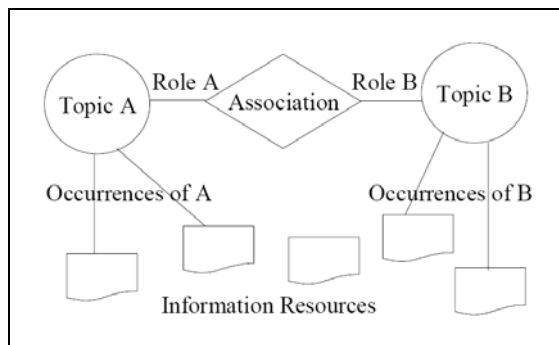 Role A
Role B
Topic A
Association
Topic B
Occurrences of A
Occurrences of B
Information Resources